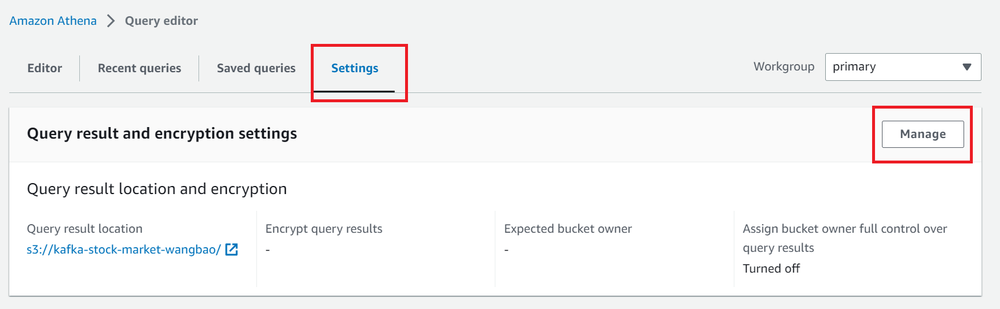 Amazon Athena > Query editor
Editor Recent queries Saved queries Settings Workgroup primary
Query result and encryption settings Manage
Query result location and encryption
Query result location
s3://kafka-stock-market-wangbao/
Encrypt query results
-
Expected bucket owner
-
Assign bucket owner full control over
query results
Turned off